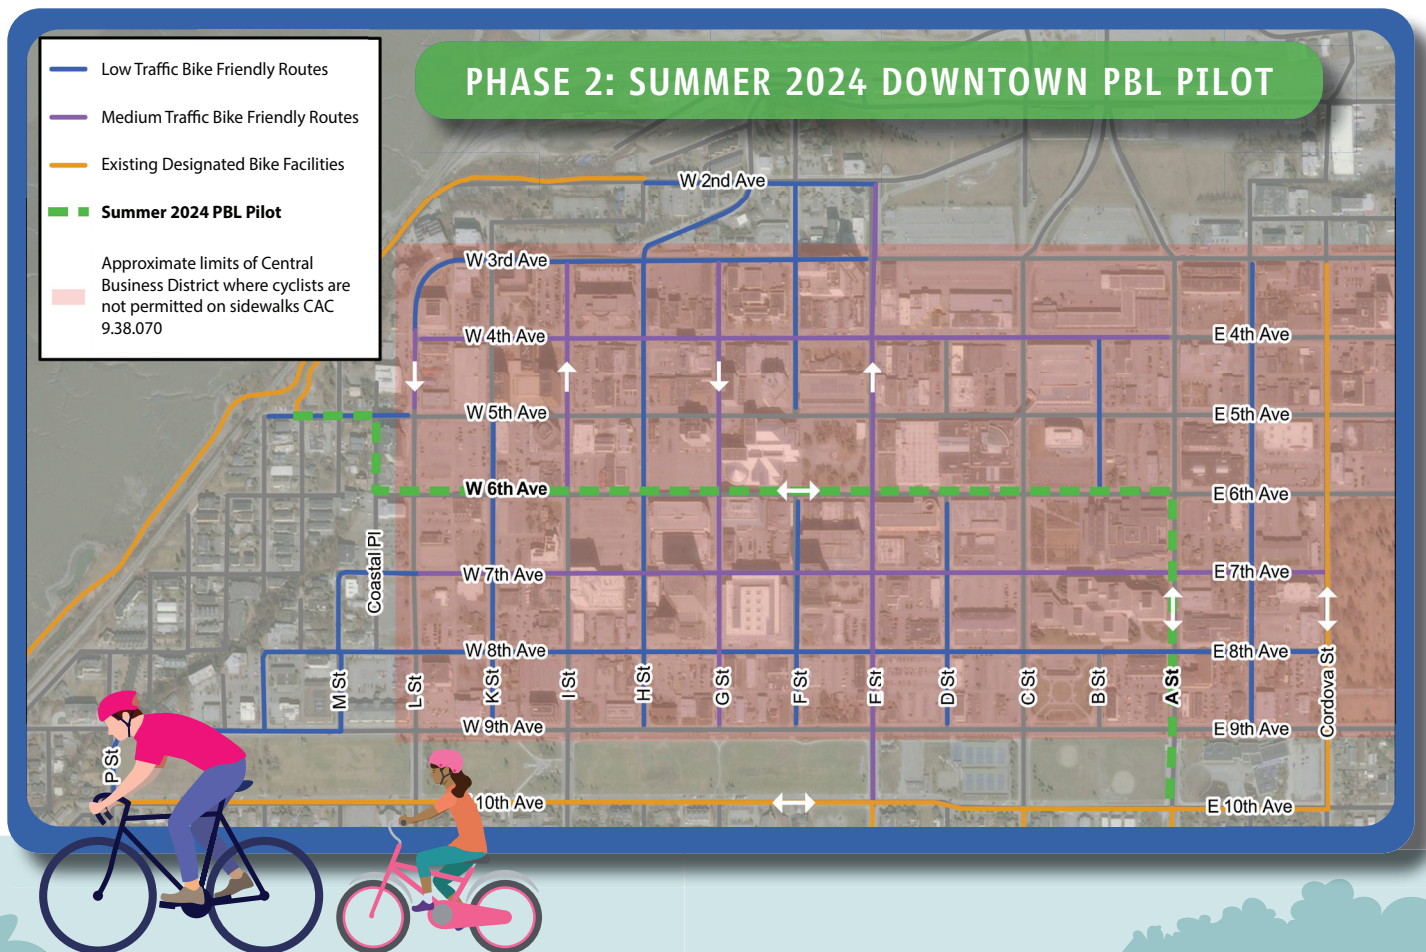 PHASE 2: SUMMER 2024 DOWNTOWN PBL PILOT
Low Traffic Bike Friendly Routes
Medium Traffic Bike Friendly Routes
Existing Designated Bike Facilities
Summer 2024 PBL Pilot
Approximate limits of Central
Business District where cyclists are
not permitted on sidewalks CAC
9.38.070
W 2nd Ave
W 3rd Ave
W 4th Ave
E 4th Ave
W 5th Ave
E 5th Ave
W 6th Ave
E 6th Ave
W 7th Ave
E 7th Ave
W 8th Ave
E 8th Ave
Coastal Pl
M St
L St
K St
I St
H St
G St
F St
E St
D St
C St
B St
A St
Cordova St
W 9th Ave
E 9th Ave
P St
10th Ave
E 10th Ave